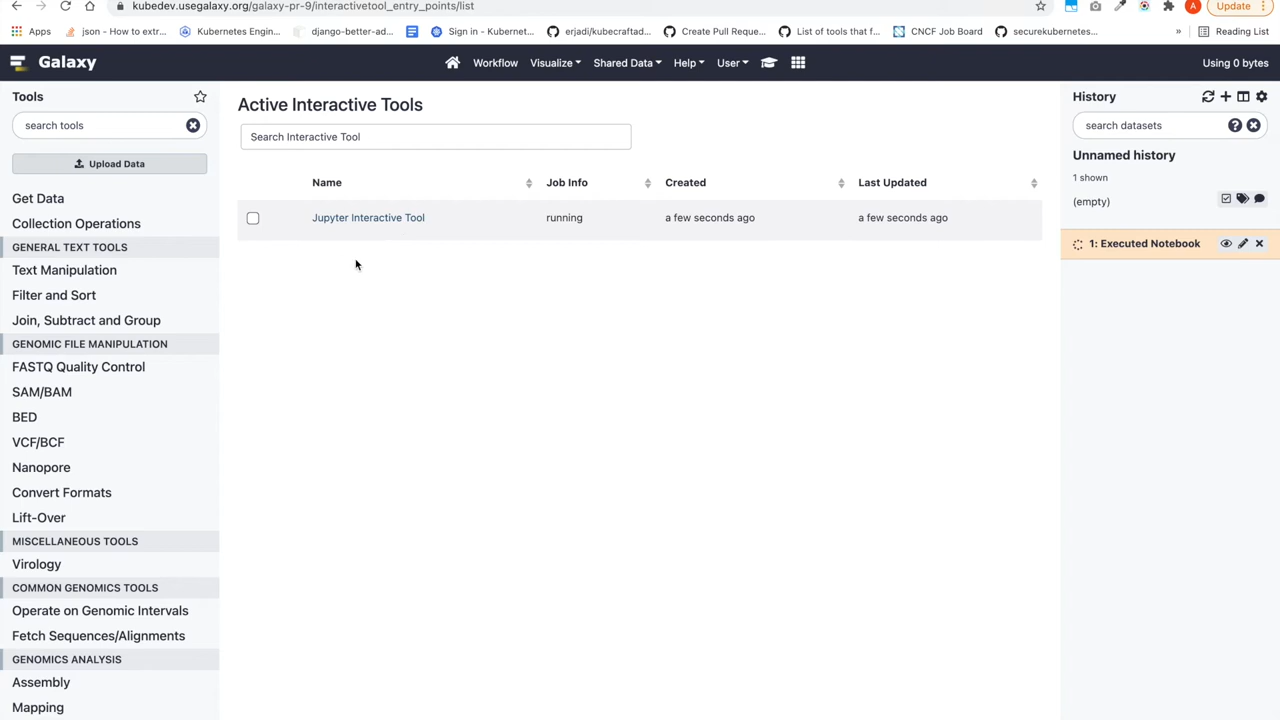 kubedev.usegalaxy.org/galaxy-pr-9/interactivetool_entry_points/list
A
Update
Apps
json - How to extr...
Kubernetes Engin...
django-better-ad...
Sign in - Kubernet...
erjadi/kubecraftad...
Create Pull Reque...
List of tools that f...
CNCF Job Board
securekubernetes...
»
Reading List
Galaxy
Workflow
Visualize
Shared Data
Help
User
Using 0 bytes
Tools
search tools
Upload Data
Get Data
Collection Operations
GENERAL TEXT TOOLS
Text Manipulation
Filter and Sort
Join, Subtract and Group
GENOMIC FILE MANIPULATION
FASTQ Quality Control
SAM/BAM
BED
VCF/BCF
Nanopore
Convert Formats
Lift-Over
MISCELLANEOUS TOOLS
Virology
COMMON GENOMICS TOOLS
Operate on Genomic Intervals
Fetch Sequences/Alignments
GENOMICS ANALYSIS
Assembly
Mapping
Active Interactive Tools
Search Interactive Tool
Name Job Info Created Last Updated
Jupyter Interactive Tool running a few seconds ago a few seconds ago
History
search datasets
Unnamed history
1 shown
(empty)
1: Executed Notebook